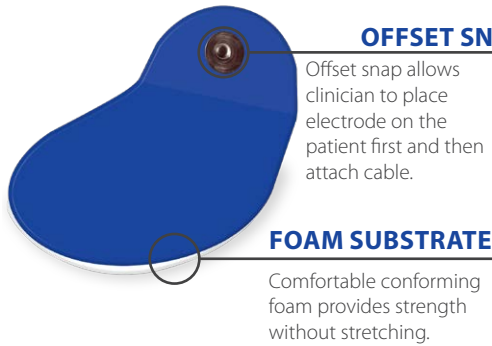 OFFSET SN
Offset snap allows
clinician to place
electrode on the
patient first and then
attach cable.
FOAM SUBSTRATE
Comfortable conforming
foam provides strength
without stretching.